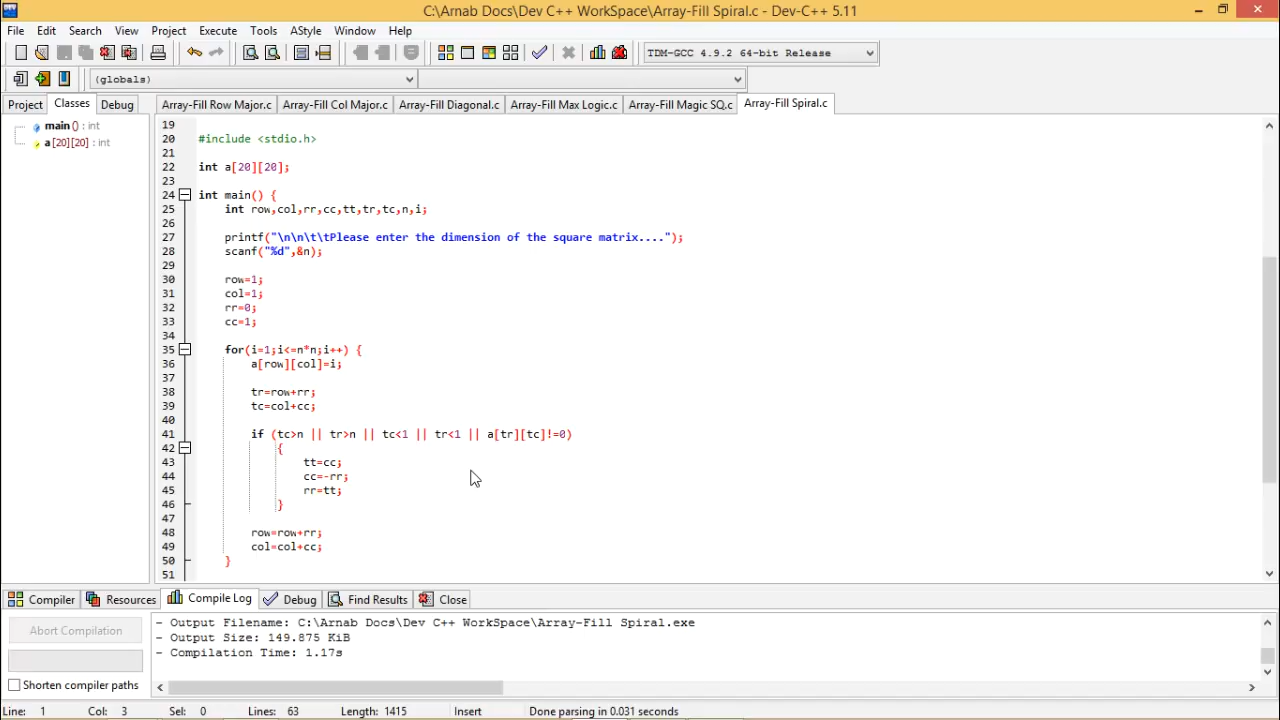 C:\Arnab Docs\Dev C++ WorkSpace\Array-Fill Spiral.c - Dev-C++ 5.11
File Edit Search View Project Execute Tools AStyle Window Help
TDM-GCC 4.9.2 64-bit Release
(globals)
Project Classes Debug Array-Fill Row Major.c Array-Fill Col Major.c Array-Fill Diagonal.c Array-Fill Max Logic.c Array-Fill Magic SQ.c Array-Fill Spiral.c
main () : int
a [20][20] : int
19
20 #include <stdio.h>
21
22 int a[20][20];
23
24 int main() {
25 int row,col,rr,cc,tt,tr,tc,n,i;
26
27 printf("\n\n\t\tPlease enter the dimension of the square matrix....");
28 scanf("%d",&n);
29
30 row=1;
31 col=1;
32 rr=0;
33 cc=1;
34
35 for(i=1;i<=n*n;i++) {
36 a[row][col]=i;
37
38 tr=row+rr;
39 tc=col+cc;
40
41 if (tc>n || tr>n || tc<1 || tr<1 || a[tr][tc]!=0)
42 {
43 tt=cc;
44 cc=-rr;
45 rr=tt;
46 }
47
48 row=row+rr;
49 col=col+cc;
50 }
51
Compiler Resources Compile Log Debug Find Results Close
Abort Compilation
Shorten compiler paths
- Output Filename: C:\Arnab Docs\Dev C++ WorkSpace\Array-Fill Spiral.exe
- Output Size: 149.875 KiB
- Compilation Time: 1.17s
Line: 1 Col: 3 Sel: 0 Lines: 63 Length: 1415 Insert Done parsing in 0.031 seconds